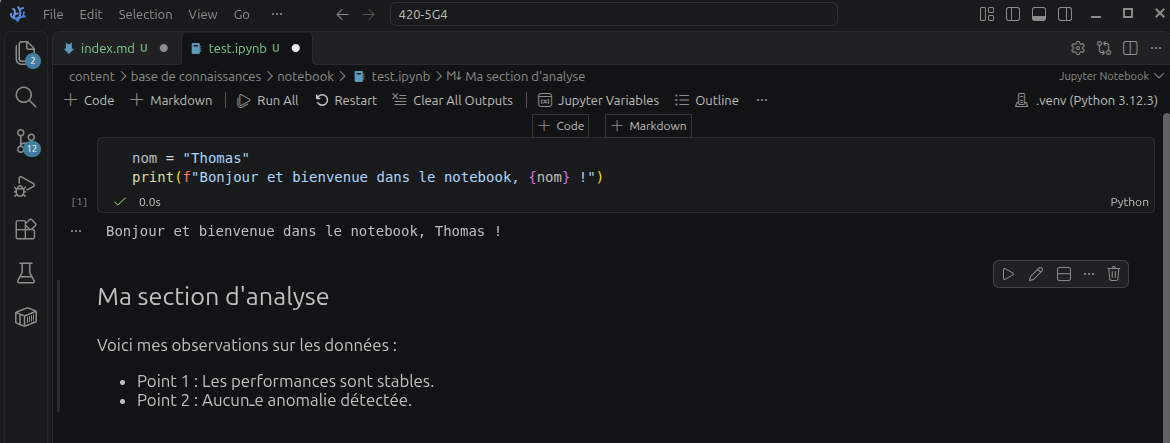 File Edit Selection View Go ··· 420-5G4
index.md U test.ipynb U
2
content > base de connaissances > notebook > test.ipynb > M↓ Ma section d'analyse Jupyter Notebook
+ Code + Markdown Run All Restart Clear All Outputs Jupyter Variables Outline ··· .venv (Python 3.12.3)
+ Code + Markdown
12
nom = "Thomas"
print(f"Bonjour et bienvenue dans le notebook, {nom} !")
[1] 0.0s Python
··· Bonjour et bienvenue dans le notebook, Thomas !
···
Ma section d'analyse
Voici mes observations sur les données :
• Point 1 : Les performances sont stables.
• Point 2 : Aucun_e anomalie détectée.